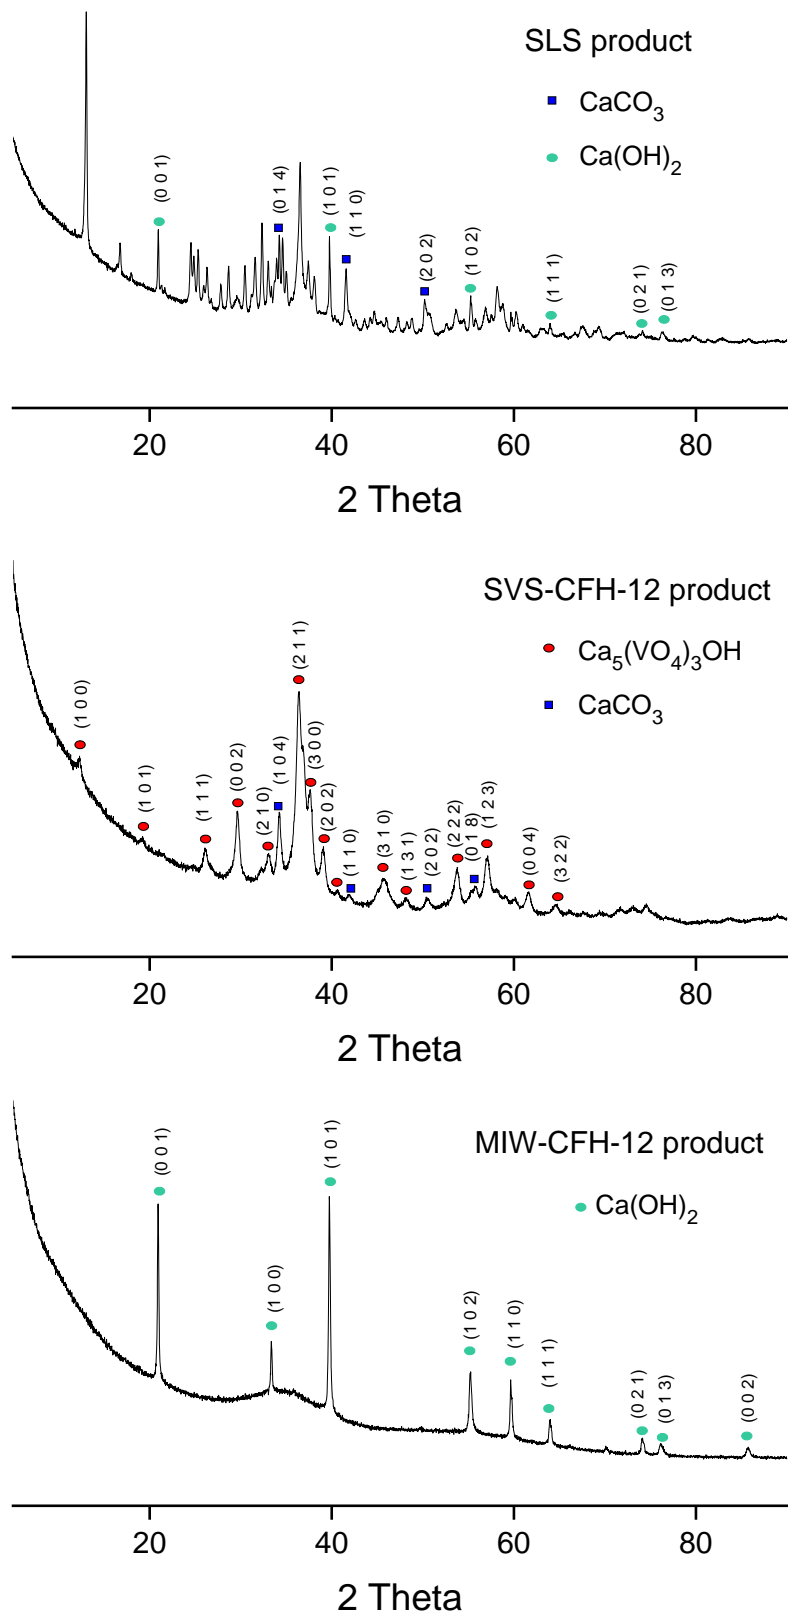 SLS product
CaCO3
Ca(OH)2
(0 0 1)
(0 1 4)
(1 0 1)
(1 1 0)
(2 0 2)
(1 0 2)
(1 1 1)
(0 2 1)
(0 1 3)
20 40 60 80
2 Theta
SVS-CFH-12 product
Ca5(VO4)3OH
CaCO3
(1 0 0)
(1 0 1)
(1 1 1)
(0 0 2)
(2 1 0)
(1 0 4)
(2 1 1)
(3 0 0)
(2 0 2)
(1 1 0)
(3 1 0)
(1 3 1)
(2 0 2)
(2 2 2)
(0 1 8)
(1 2 3)
(0 0 4)
(3 2 2)
20 40 60 80
2 Theta
MIW-CFH-12 product
Ca(OH)2
(0 0 1)
(1 0 0)
(1 0 1)
(1 0 2)
(1 1 0)
(1 1 1)
(0 2 1)
(0 1 3)
(0 0 2)
20 40 60 80
2 Theta